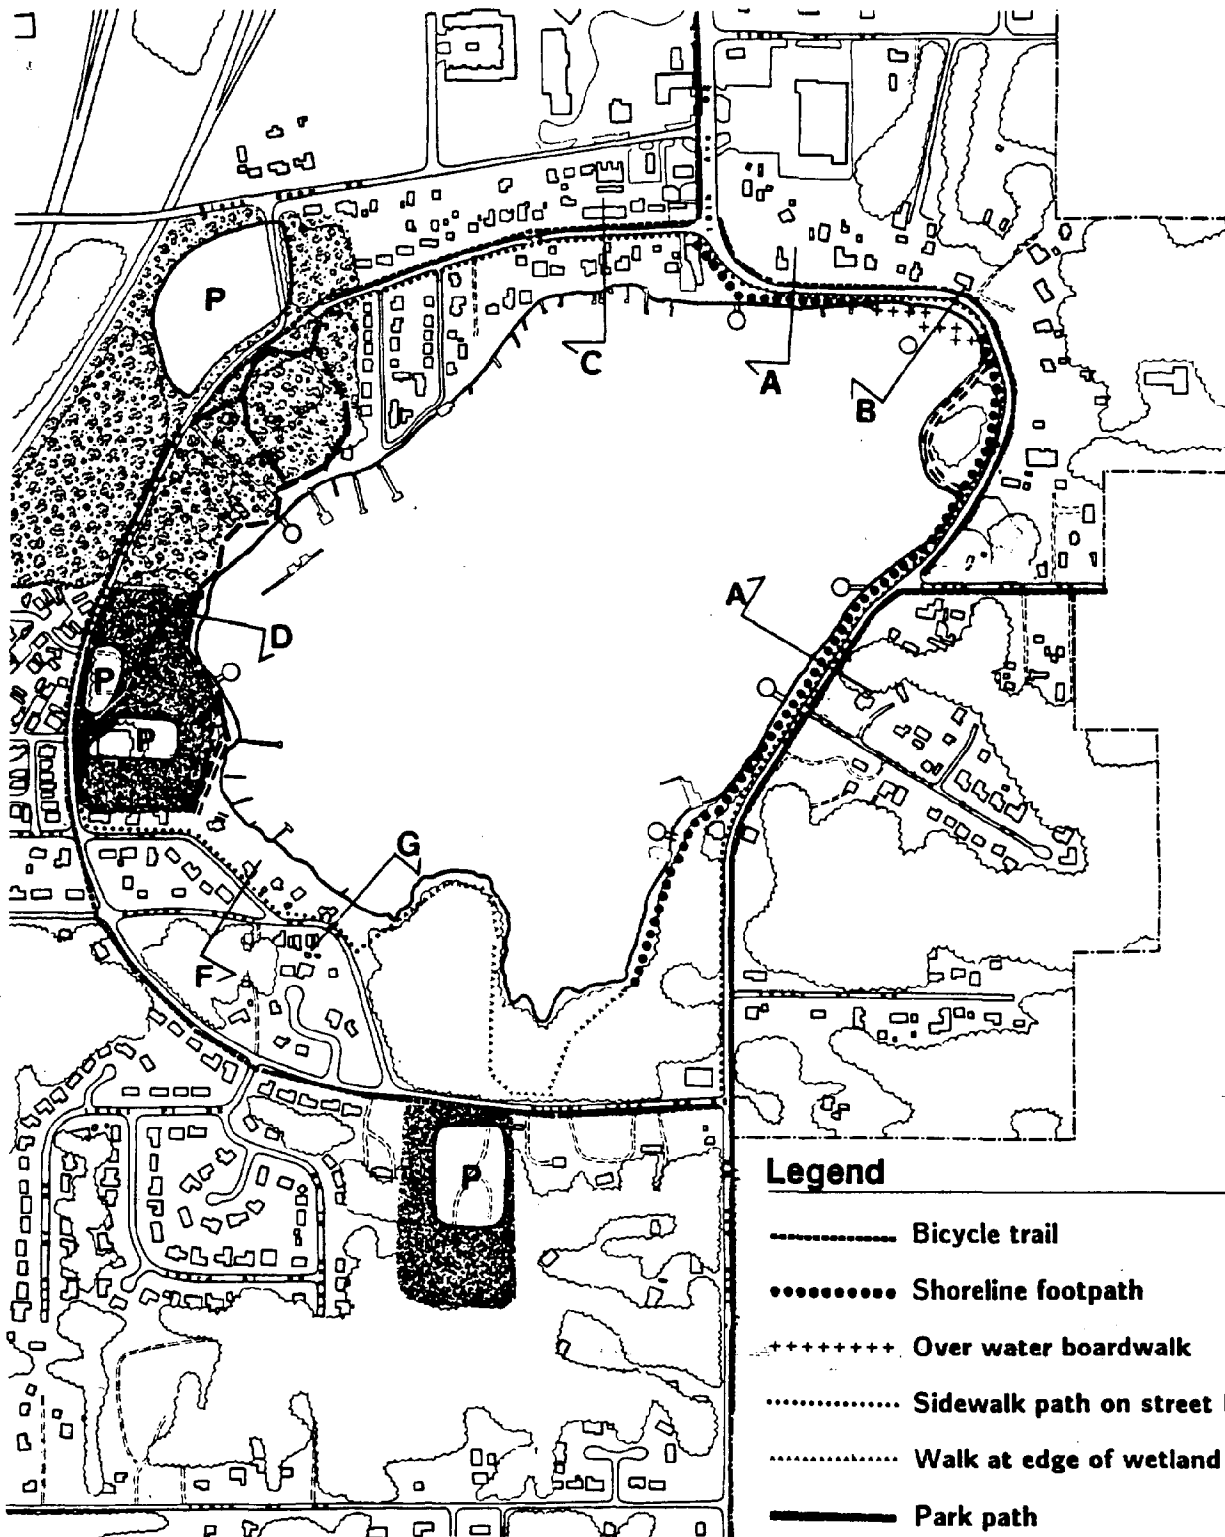 P
C
A
B
A
D
P
P
G
F
P
Legend
Bicycle trail
Shoreline footpath
Over water boardwalk
Sidewalk path on street
Walk at edge of wetland
Park path